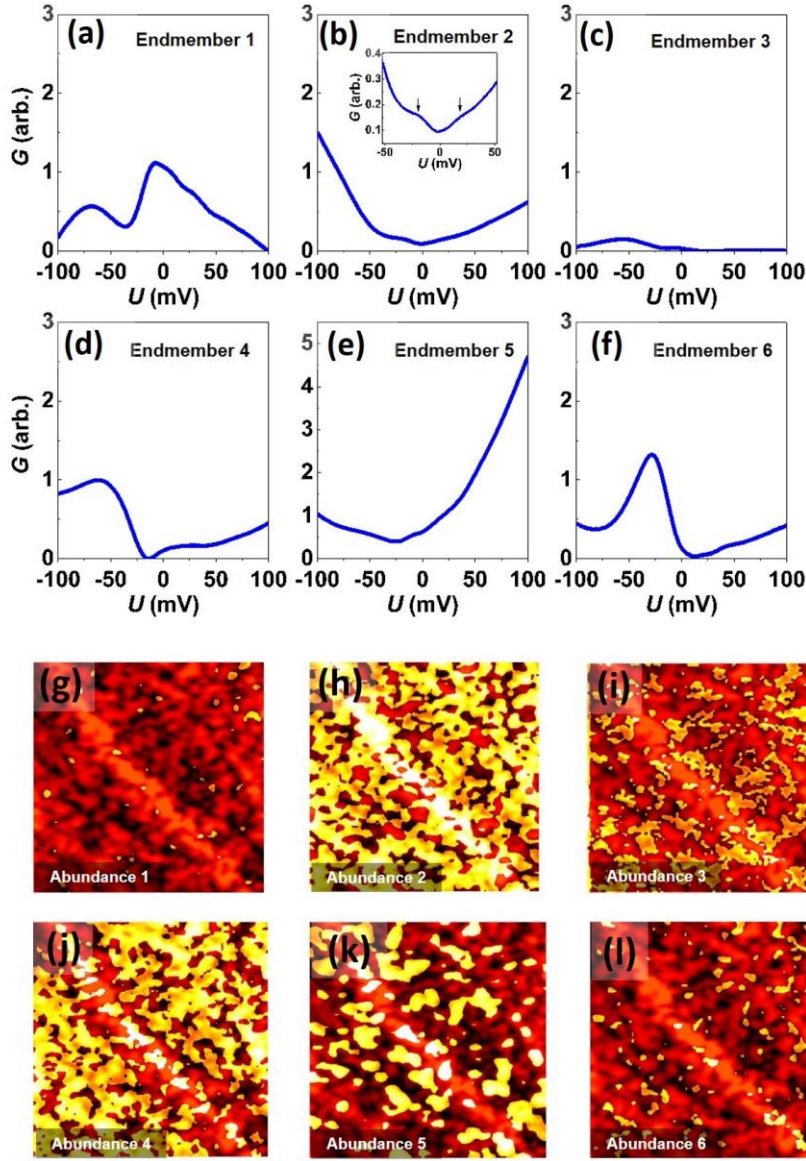 (a) Endmember 1
(b) Endmember 2
(c) Endmember 3
G (arb.)
3
2
1
0
-100 -50 0 50 100
U (mV)
3
2
1
0
-100 -50 0 50 100
U (mV)
G (arb.)
0.4
0.3
0.2
0.1
-50 0 50
U (mV)
3
2
1
0
-100 -50 0 50 100
U (mV)
(d) Endmember 4
(e) Endmember 5
(f) Endmember 6
G (arb.)
3
2
1
0
-100 -50 0 50 100
U (mV)
5
4
3
2
1
0
-100 -50 0 50 100
U (mV)
3
2
1
0
-100 -50 0 50 100
U (mV)
(g)
Abundance 1
(h)
Abundance 2
(i)
Abundance 3
(j)
Abundance 4
(k)
Abundance 5
(l)
Abundance 6